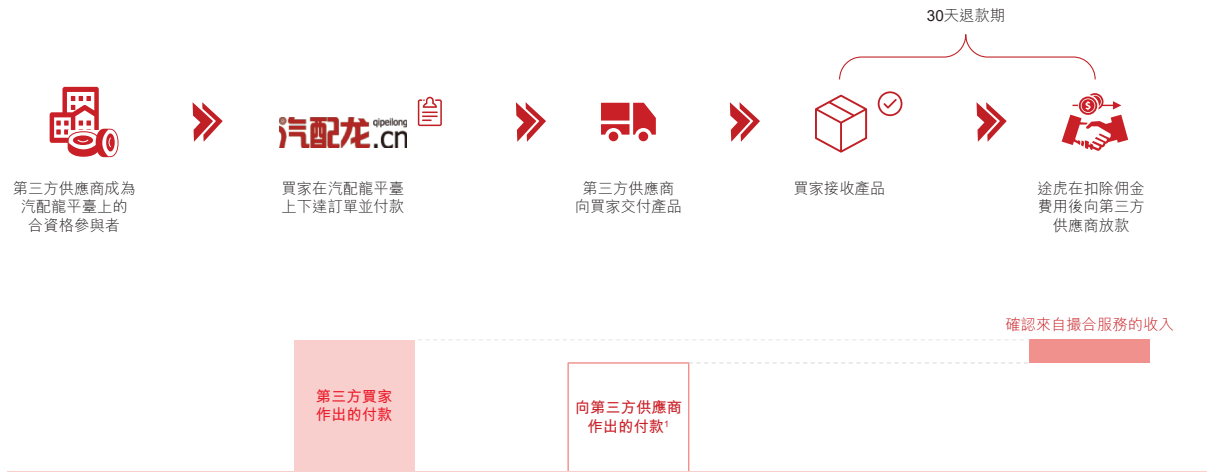 30天退款期
汽配龙
qipeilong
.cn
第三方供應商成為
汽配龍平臺上的
合資格參與者
買家在汽配龍平臺
上下達訂單並付款
第三方供應商
向買家交付產品
買家接收產品
途虎在扣除佣金
費用後向第三方
供應商放款
確認來自撮合服務的收入
第三方買家
作出的付款
向第三方供應商
作出的付款¹